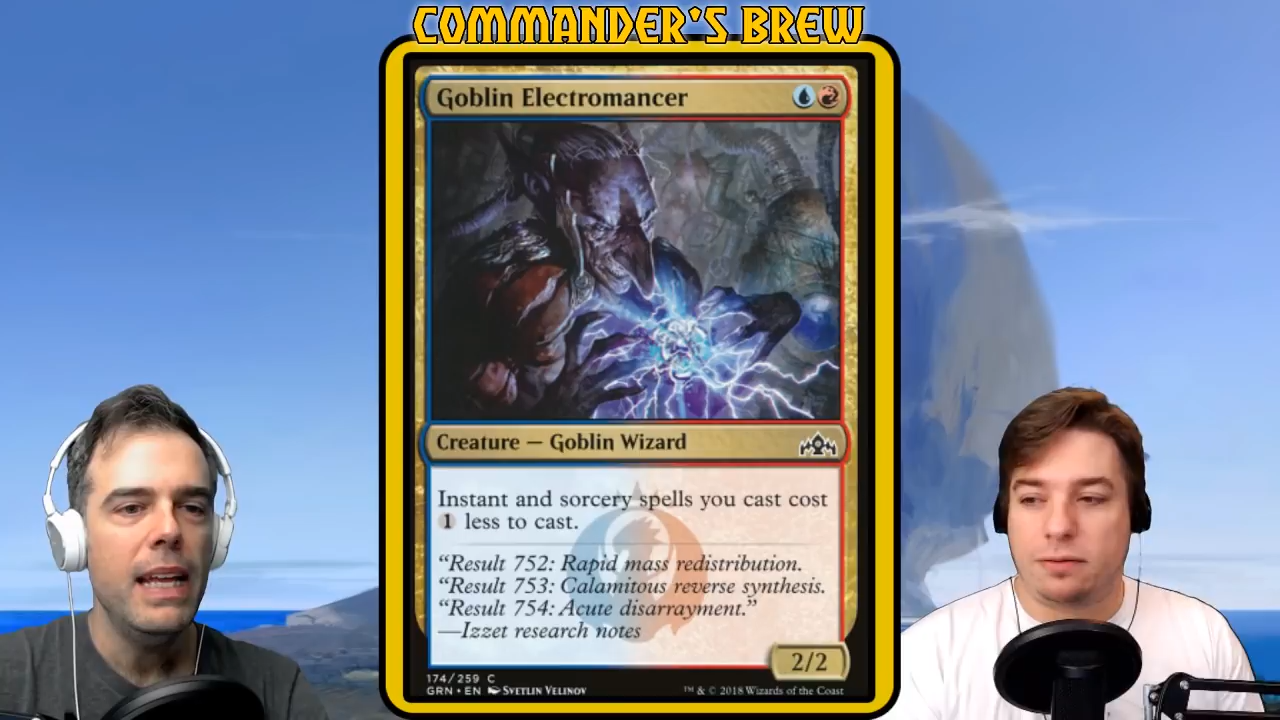 COMMANDER'S BREW
Goblin Electromancer
Creature — Goblin Wizard
Instant and sorcery spells you cast cost
1 less to cast.
"Result 752: Rapid mass redistribution.
"Result 753: Calamitous reverse synthesis.
"Result 754: Acute disarrayment."
—Izzet research notes
2/2
174/259 C
GRN • EN Svetlin Velinov
™ & © 2018 Wizards of the Coast